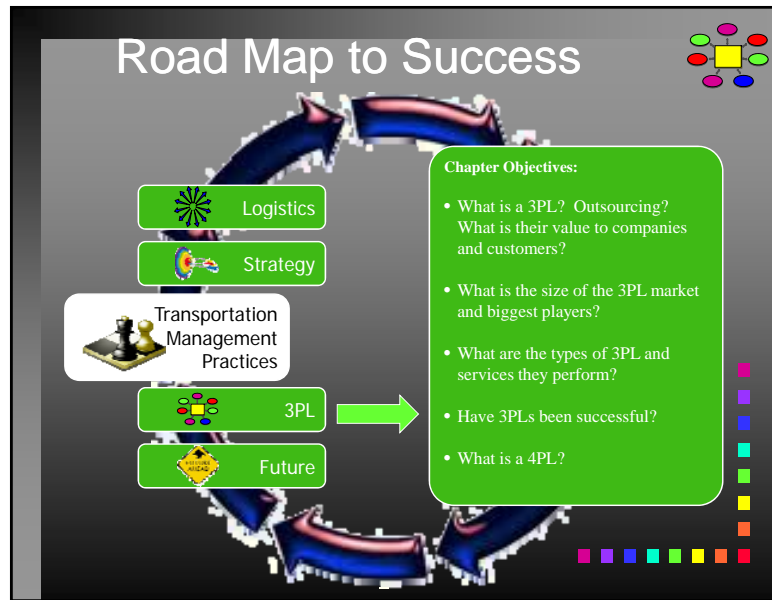 Road Map to Success
Logistics
Strategy
Transportation
Management
Practices
3PL
Future
Chapter Objectives:
• What is a 3PL?  Outsourcing?
What is their value to companies
and customers?
• What is the size of the 3PL market
and biggest players?
• What are the types of 3PL and
services they perform?
• Have 3PLs been successful?
• What is a 4PL?